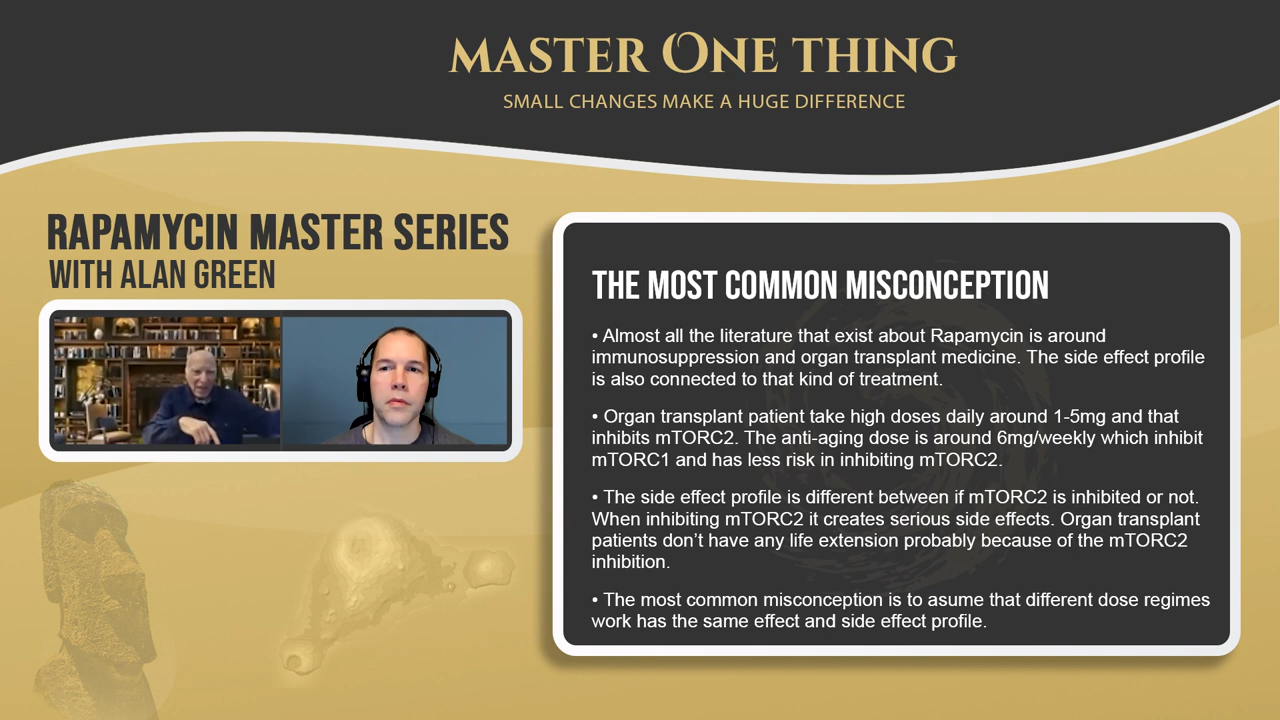 MASTER ONE THING
SMALL CHANGES MAKE A HUGE DIFFERENCE
RAPAMYCIN MASTER SERIES
WITH ALAN GREEN
THE MOST COMMON MISCONCEPTION
• Almost all the literature that exist about Rapamycin is around
immunosuppression and organ transplant medicine. The side effect profile
is also connected to that kind of treatment.
• Organ transplant patient take high doses daily around 1-5mg and that
inhibits mTORC2. The anti-aging dose is around 6mg/weekly which inhibit
mTORC1 and has less risk in inhibiting mTORC2.
• The side effect profile is different between if mTORC2 is inhibited or not.
When inhibiting mTORC2 it creates serious side effects. Organ transplant
patients don’t have any life extension probably because of the mTORC2
inhibition.
• The most common misconception is to asume that different dose regimes
work has the same effect and side effect profile.